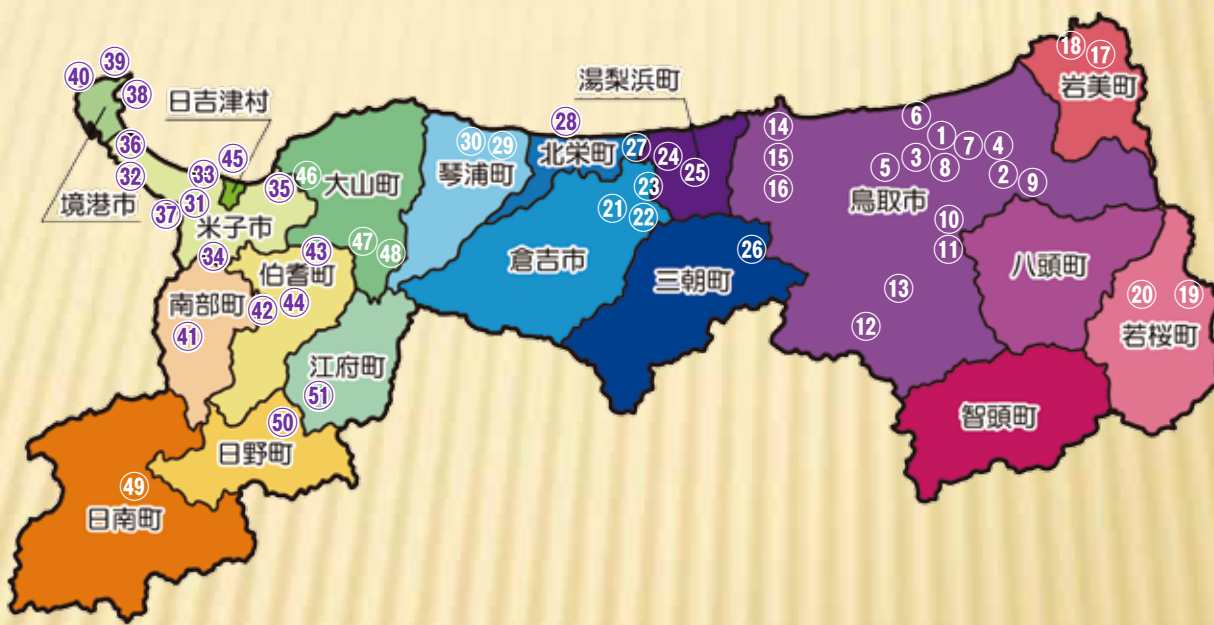 ⑱
⑰
岩美町
㊴
㊵
㊳
日吉津村
湯梨浜町
㊱
㉜
㉝
㊺
境港市
㊲
㉛
米子市
㉞
㉟
㊻
大山町
㉚
㉙
琴浦町
㉘
北栄町
㉗
㉔
㉕
㉓
㉑
㉒
倉吉市
㉖
三朝町
⑭
⑮
⑯
⑥
①
⑦
④
⑤
③
⑧
②
⑨
鳥取市
⑩
⑪
⑬
⑫
八頭町
⑳
⑲
若桜町
智頭町
㊼
㊽
㊸
伯耆町
㊷
㊹
南部町
㊶
江府町
51
㊿
日野町
㊾
日南町